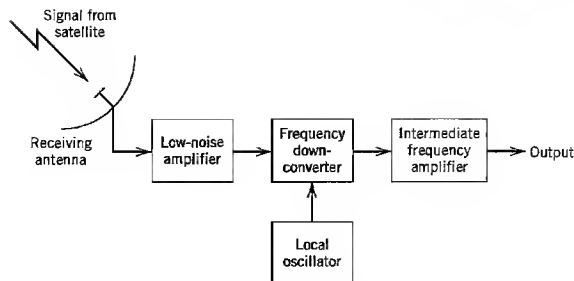 Signal from
satellite
Receiving
antenna
Low-noise
amplifier
Frequency
down-
converter
Intermediate
frequency
amplifier
Output
Local
oscillator